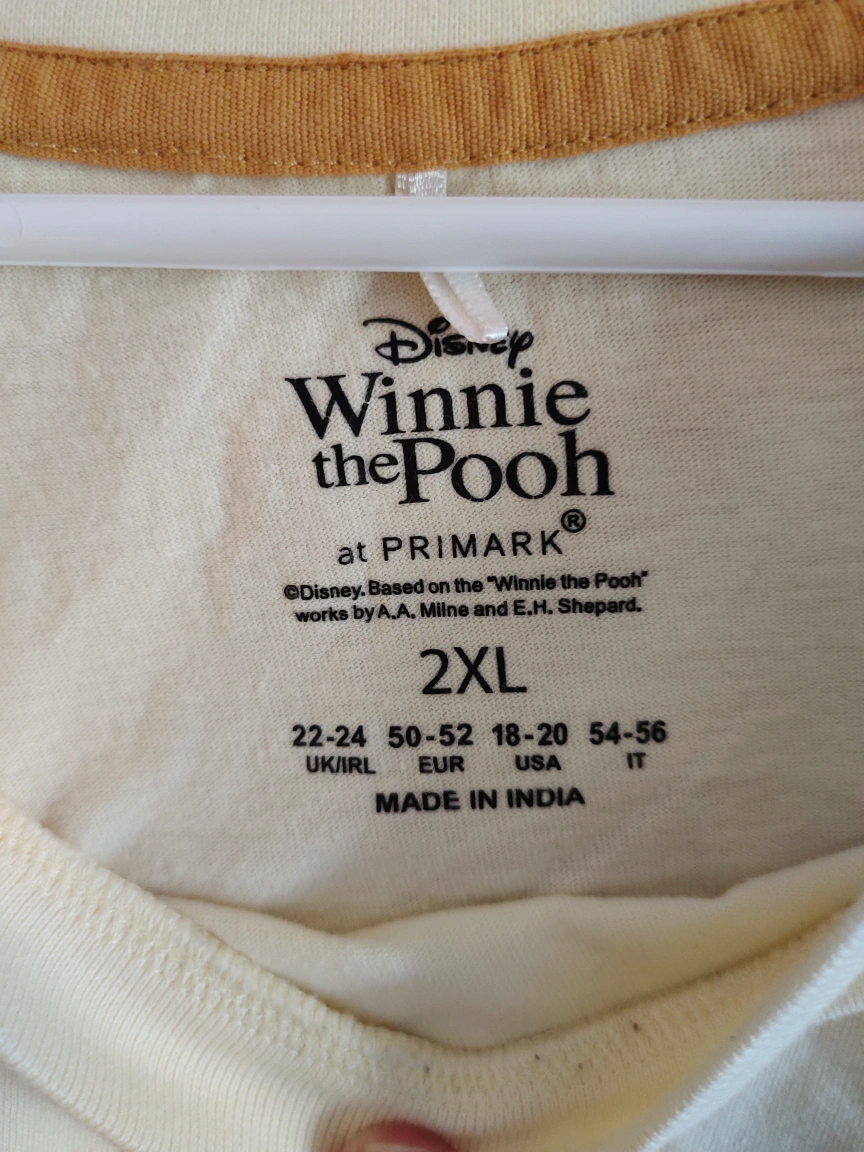 Disney
Winnie
the Pooh
at PRIMARK®
©Disney. Based on the "Winnie the Pooh"
works by A.A. Milne and E.H. Shepard.
2XL
22-24 50-52 18-20 54-56
UK/IRL EUR USA IT
MADE IN INDIA